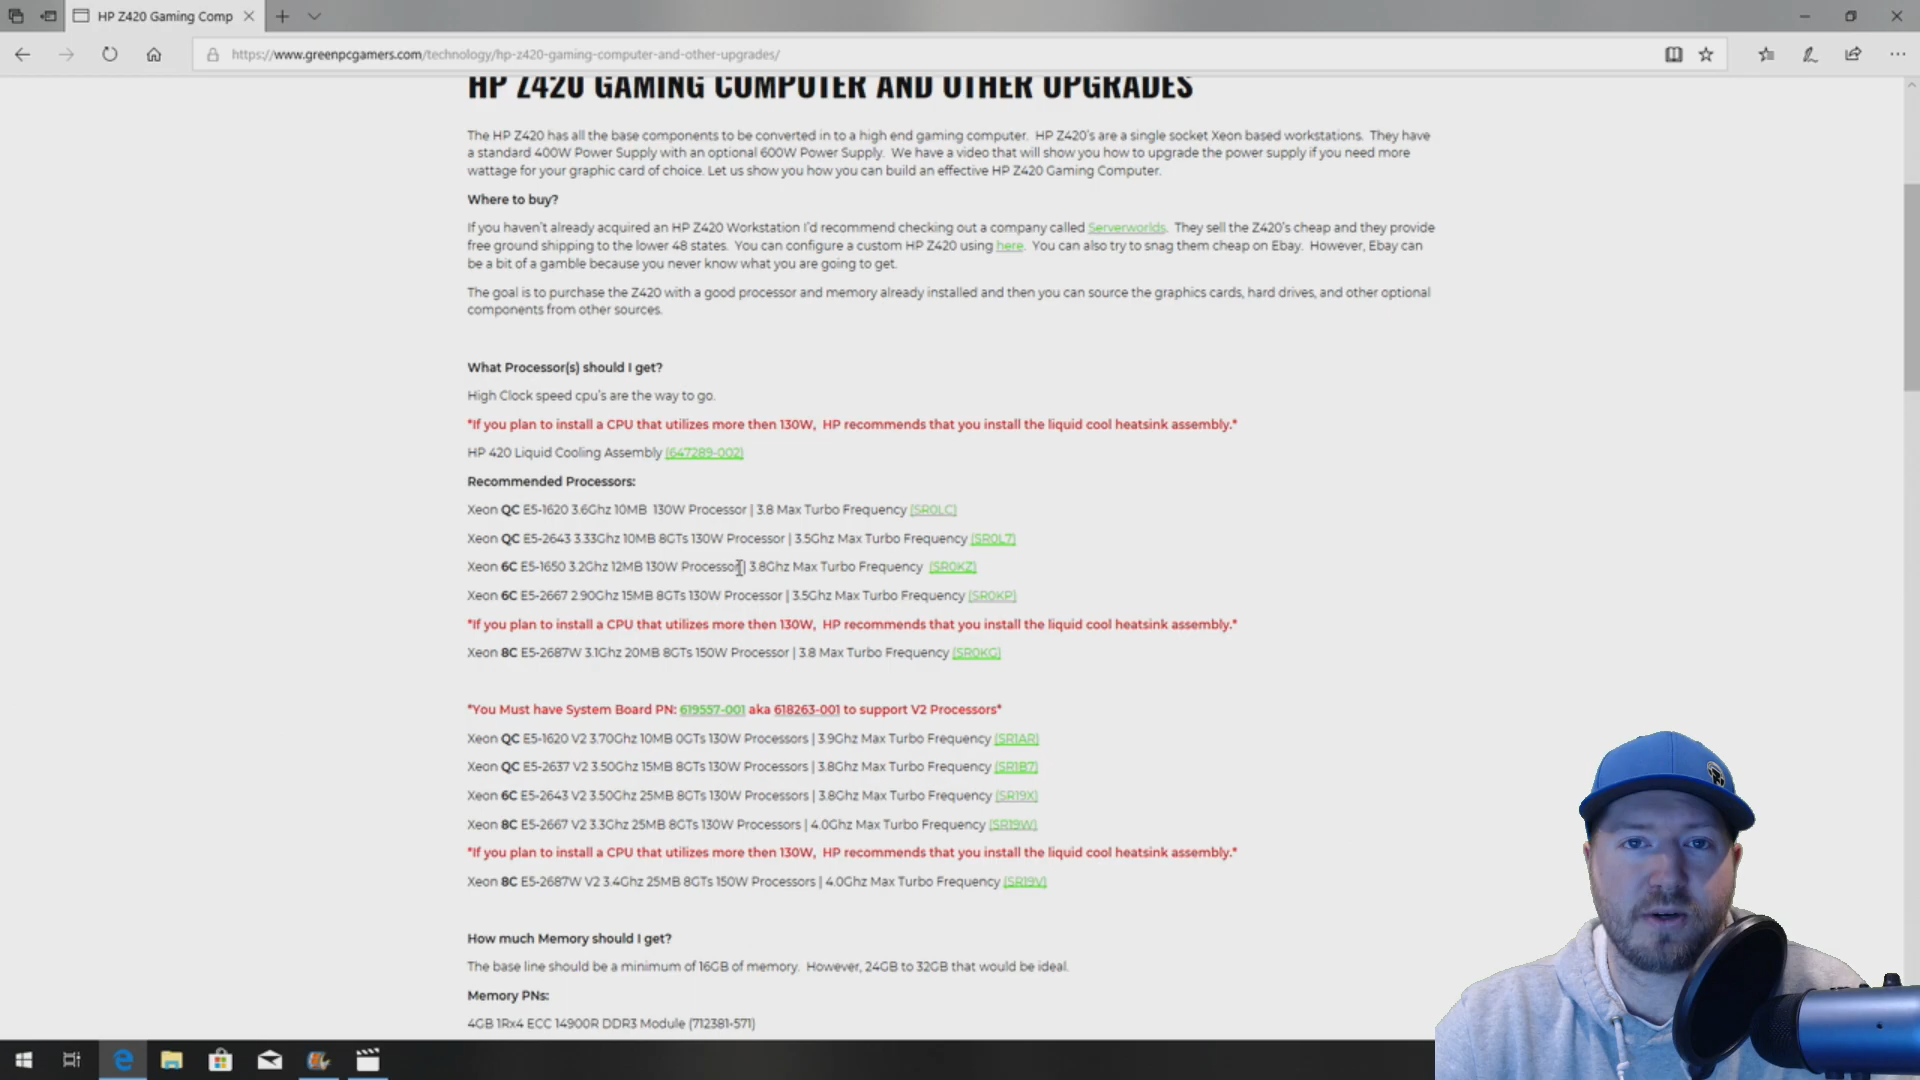 HP Z420 Gaming Comp
https://www.greenpcgamers.com/technology/hp-z420-gaming-computer-and-other-upgrades/
HP Z420 GAMING COMPUTER AND OTHER UPGRADES
The HP Z420 has all the base components to be converted in to a high end gaming computer. HP Z420's are a single socket Xeon based workstations. They have
a standard 400W Power Supply with an optional 600W Power Supply. We have a video that will show you how to upgrade the power supply if you need more
wattage for your graphic card of choice. Let us show you how you can build an effective HP Z420 Gaming Computer.
Where to buy?
If you haven't already acquired an HP Z420 Workstation I'd recommend checking out a company called Serverworlds. They sell the Z420's cheap and they provide
free ground shipping to the lower 48 states. You can configure a custom HP Z420 using here. You can also try to snag them cheap on Ebay. However, Ebay can
be a bit of a gamble because you never know what you are going to get.
The goal is to purchase the Z420 with a good processor and memory already installed and then you can source the graphics cards, hard drives, and other optional
components from other sources.
What Processor(s) should I get?
High Clock speed cpu's are the way to go.
*If you plan to install a CPU that utilizes more then 130W, HP recommends that you install the liquid cool heatsink assembly.*
HP 420 Liquid Cooling Assembly (647289-002)
Recommended Processors:
Xeon QC E5-1620 3.6Ghz 10MB 130W Processor | 3.8 Max Turbo Frequency (SR0LC)
Xeon QC E5-2643 3.33Ghz 10MB 8GTs 130W Processor | 3.5Ghz Max Turbo Frequency (SR0L7)
Xeon 6C E5-1650 3.2Ghz 12MB 130W Processor | 3.8Ghz Max Turbo Frequency (SR0KZ)
Xeon 6C E5-2667 2.90Ghz 15MB 8GTs 130W Processor | 3.5Ghz Max Turbo Frequency (SR0KP)
*If you plan to install a CPU that utilizes more then 130W, HP recommends that you install the liquid cool heatsink assembly.*
Xeon 8C E5-2687W 3.1Ghz 20MB 8GTs 150W Processor | 3.8 Max Turbo Frequency (SR0KG)
*You Must have System Board PN: 619557-001 aka 618263-001 to support V2 Processors*
Xeon QC E5-1620 V2 3.70Ghz 10MB 0GTs 130W Processors | 3.9Ghz Max Turbo Frequency (SR1AR)
Xeon QC E5-2637 V2 3.50Ghz 15MB 8GTs 130W Processors | 3.8Ghz Max Turbo Frequency (SR1B7)
Xeon 6C E5-2643 V2 3.50Ghz 25MB 8GTs 130W Processors | 3.8Ghz Max Turbo Frequency (SR19X)
Xeon 8C E5-2667 V2 3.3Ghz 25MB 8GTs 130W Processors | 4.0Ghz Max Turbo Frequency (SR19W)
*If you plan to install a CPU that utilizes more then 130W, HP recommends that you install the liquid cool heatsink assembly.*
Xeon 8C E5-2687W V2 3.4Ghz 25MB 8GTs 150W Processors | 4.0Ghz Max Turbo Frequency (SR19V)
How much Memory should I get?
The base line should be a minimum of 16GB of memory. However, 24GB to 32GB that would be ideal.
Memory PNs:
4GB 1Rx4 ECC 14900R DDR3 Module (712381-571)